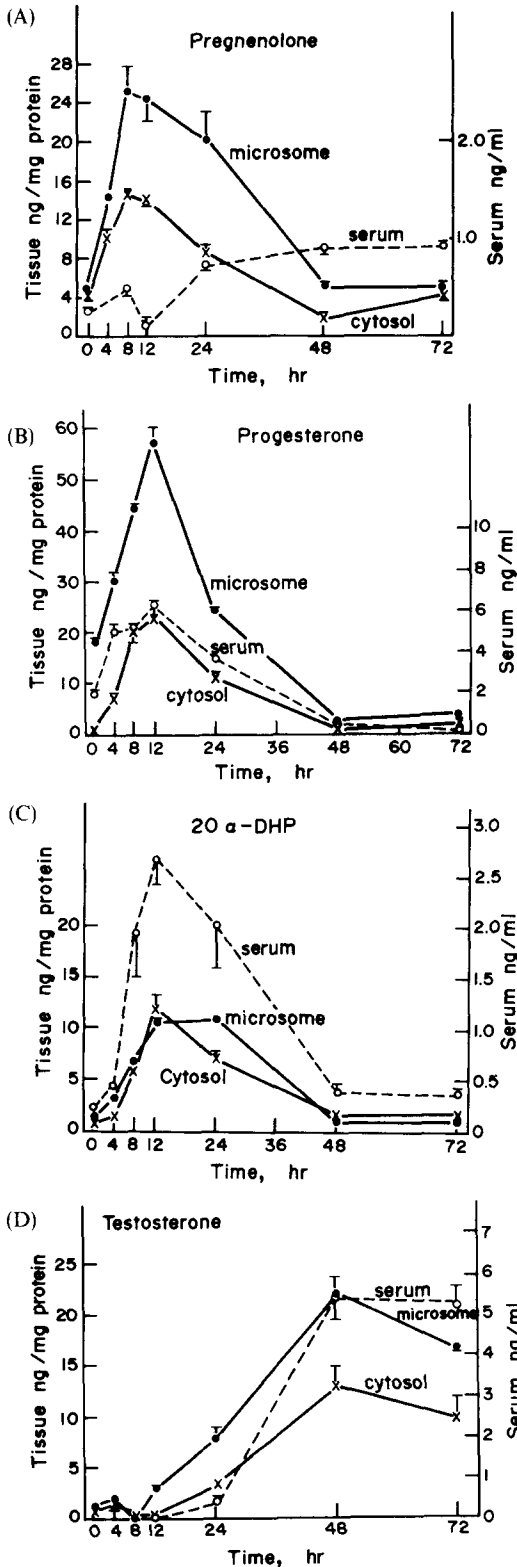 (A)
Pregnenolone
Tissue ng/mg protein
28
24
20
16
12
8
4
0
microsome
serum
cytosol
2.0
1.0
Serum ng/ml
0 4 8 12 24 48 72
Time, hr
(B)
Progesterone
Tissue ng/mg protein
60
50
40
30
20
10
0
microsome
serum
cytosol
10
8
6
4
2
0
Serum ng/ml
0 4 8 12 24 36 48 60 72
Time, hr
(C)
20 α-DHP
Tissue ng/mg protein
20
15
10
5
0
serum
microsome
Cytosol
3.0
2.5
2.0
1.5
1.0
0.5
0
Serum ng/ml
0 4 8 12 24 48 72
Time, hr
(D)
Testosterone
Tissue ng/mg protein
25
20
15
10
5
0
serum
microsome
cytosol
7
6
5
4
3
2
1
0
Serum ng/ml
0 4 8 12 24 48 72
Time, hr